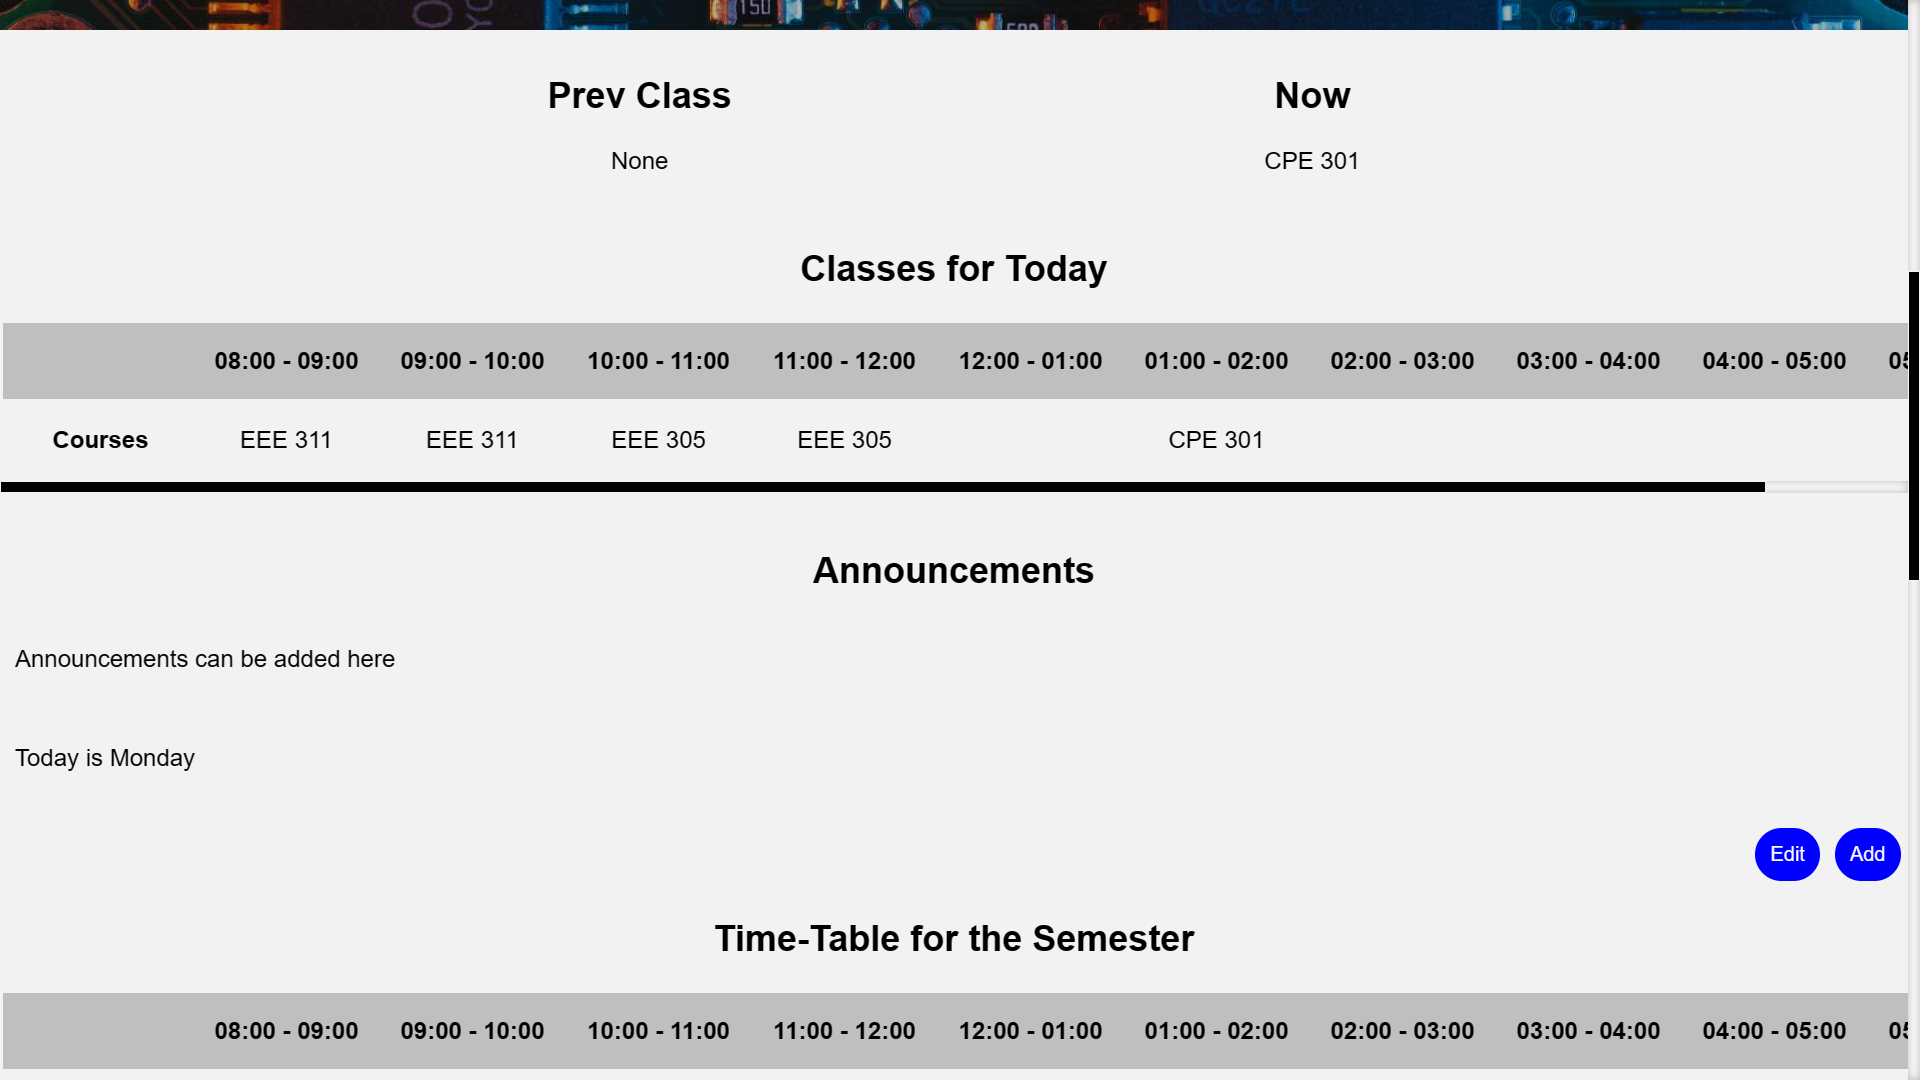 150
Prev Class Now
None CPE 301
Classes for Today
08:00 - 09:00 09:00 - 10:00 10:00 - 11:00 11:00 - 12:00 12:00 - 01:00 01:00 - 02:00 02:00 - 03:00 03:00 - 04:00 04:00 - 05:00
Courses EEE 311 EEE 311 EEE 305 EEE 305 CPE 301
Announcements
Announcements can be added here
Today is Monday
Edit Add
Time-Table for the Semester
08:00 - 09:00 09:00 - 10:00 10:00 - 11:00 11:00 - 12:00 12:00 - 01:00 01:00 - 02:00 02:00 - 03:00 03:00 - 04:00 04:00 - 05:00